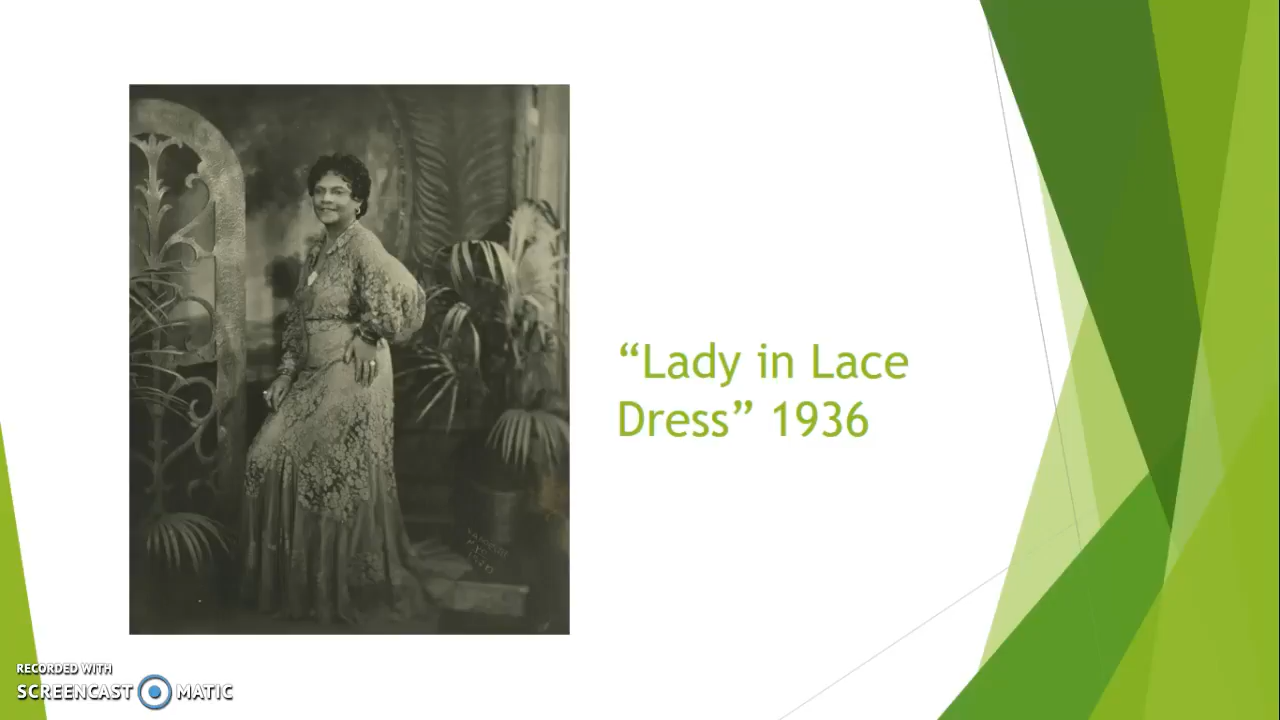 “Lady in Lace
Dress” 1936
RECORDED WITH
SCREENCAST MATIC